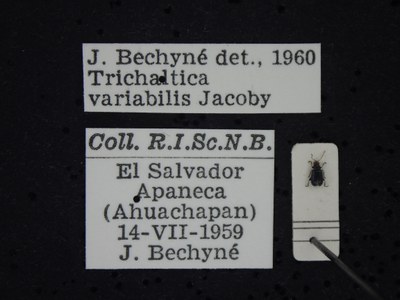 J. Bechyné det., 1960
Trichaltica
variabilis Jacoby
Coll. R.I.Sc.N.B.
El Salvador
Apaneca
(Ahuachapan)
14-VII-1959
J. Bechyné